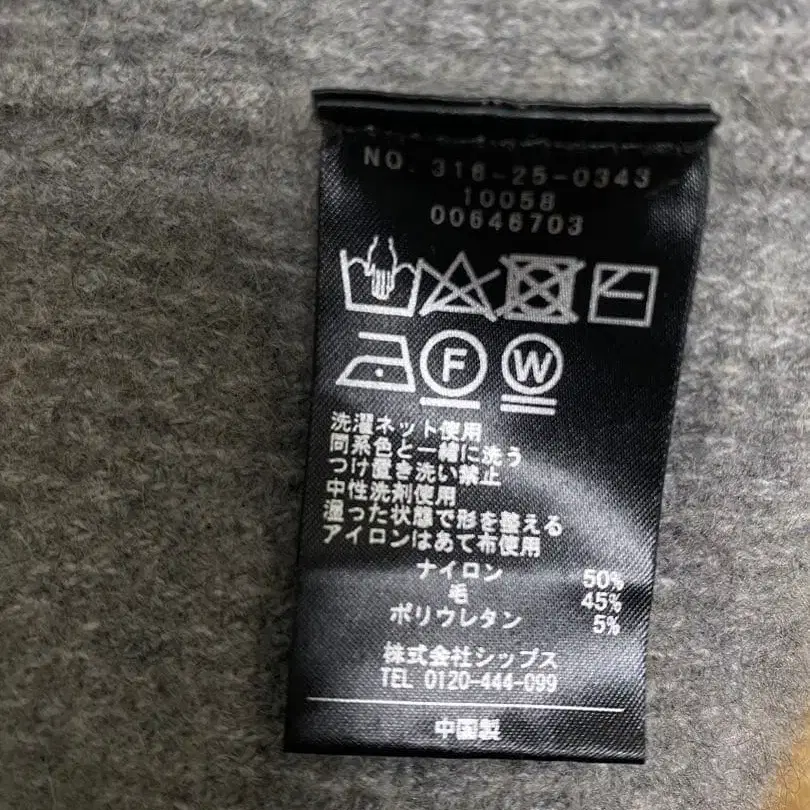 NO. 316-25-0343
10058
00646703
F W
洗濯ネット使用
同系色と一緒に洗う
つけ置き洗い禁止
中性洗剤使用
湿った状態で形を整える
アイロンはあて布使用
ナイロン 50%
毛 45%
ポリウレタン 5%
株式会社シップス
TEL 0120-444-099
中国製